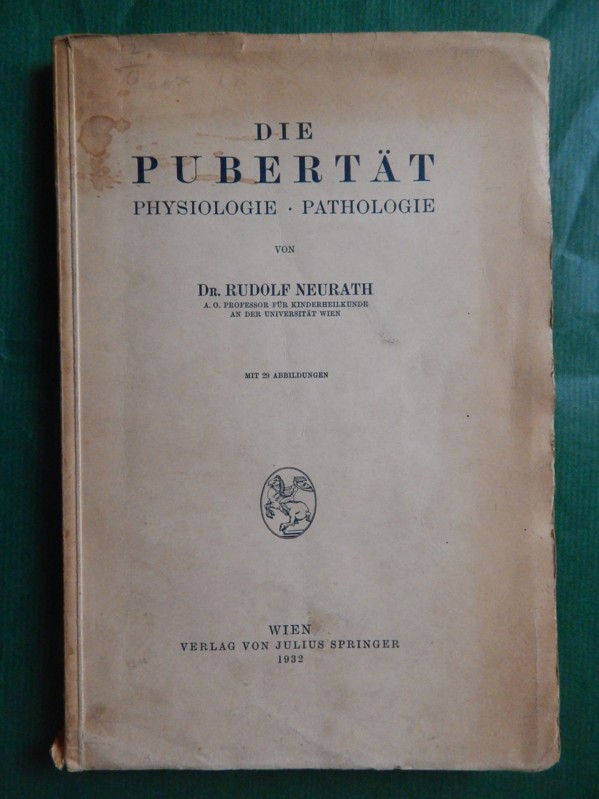 DIE
PUBERTÄT
PHYSIOLOGIE · PATHOLOGIE
VON
DR. RUDOLF NEURATH
A. O. PROFESSOR FÜR KINDERHEILKUNDE
AN DER UNIVERSITÄT WIEN
MIT 29 ABBILDUNGEN
WIEN
VERLAG VON JULIUS SPRINGER
1932